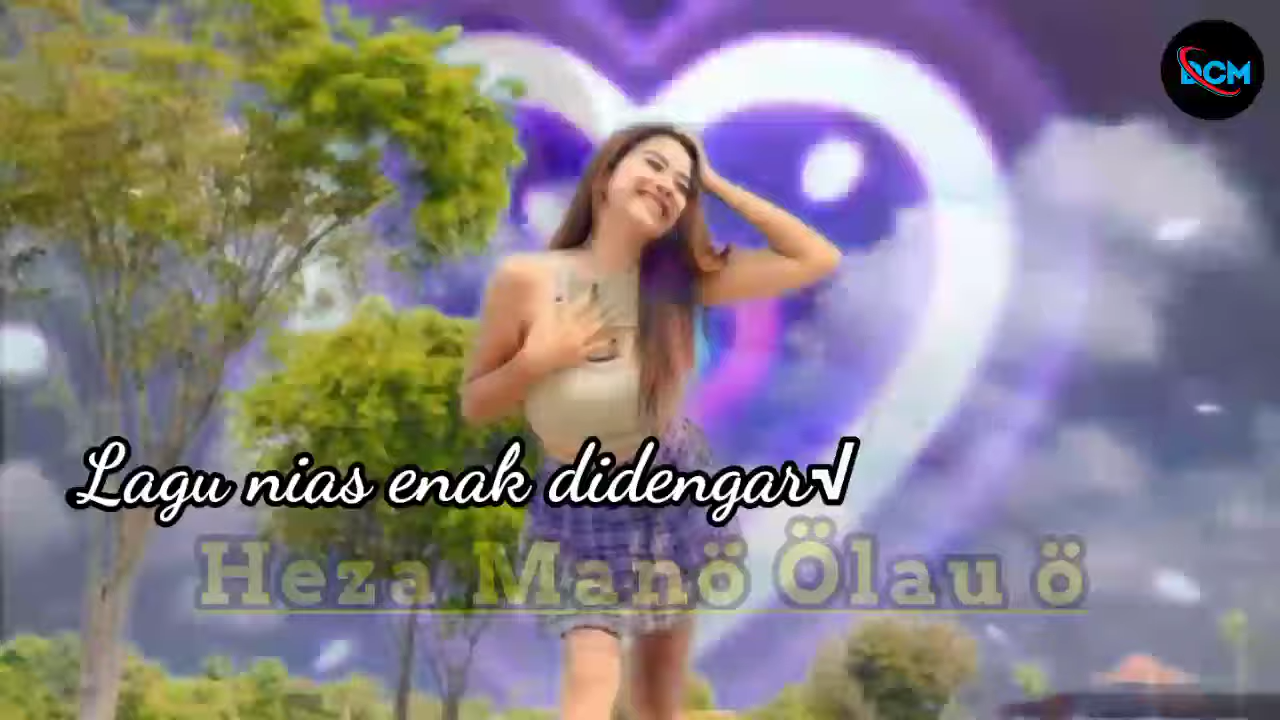 DCM
Lagu nias enak didengar√
Heza Manö Ölau ö